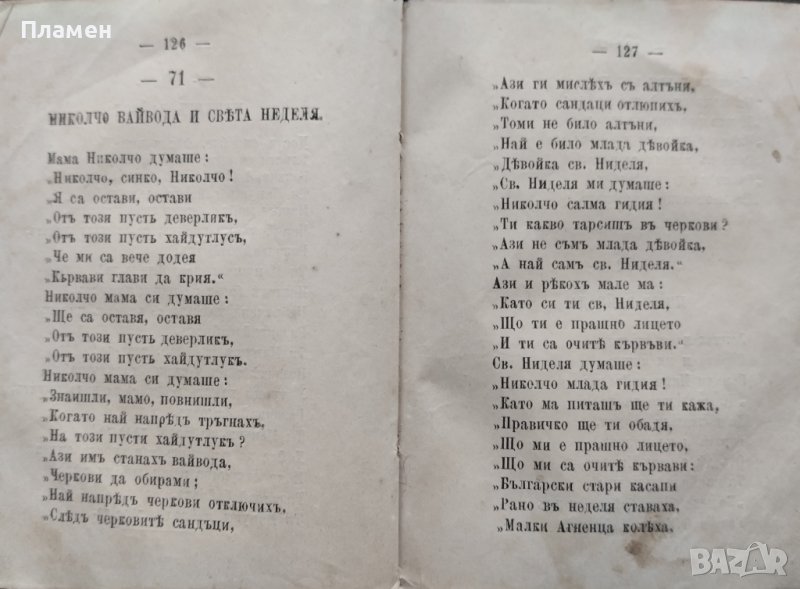 Пламен
— 126 —
— 71 —
НИКОЛЧО ВАЙВОДА И СВѢТА НЕДЕЛЯ.
Мама Николчо думаше:
„Николчо, синко, Николчо!
„Я са остави, остави
„Отъ този пусть деверликъ,
„Отъ този пусть хайдутлусъ,
„Че ми са вече додея
„Кървави глави да крия.“
Николчо мама си думаше:
„Ще са оставя, оставя
„Отъ този пусть деверликъ,
„Отъ този пусть хайдутлукъ.
Николчо мама си думаше:
„Знаишли, мамо, повнишли,
„Когато най напрѣдъ тръгнахъ,
„На този пусти хайдутлукъ?
„Ази имъ станахъ вайвода,
„Черкови да обирами;
„Най напрѣдъ черкови отключихъ,
„Слѣдъ черковитѣ сандъци,
— 127 —
„Ази ги мислѣхъ съ алтъни,
„Когато сандаци отлюпихъ,
„Томи не било алтъни,
„Най е било млада дѣвойка,
„Дѣвойка св. Ниделя,
„Св. Ниделя ми думаше:
„Николчо салма гидия!
„Ти какво тарсишъ въ черкови?
„Ази не съмъ млада дѣвойка,
„А най самъ св. Ниделя.“
Ази и рѣкохъ мале ма:
„Като си ти св, Ниделя,
„Що ти е прашно лицето
„И ти са очитѣ кървъви.“
Св. Ниделя думаше:
„Николчо млада гидия!
„Като ма питашъ ще ти кажа,
„Правичко ще ти обадя,
„Що ми е прашно лицето,
„Що ми са очитѣ кървави:
„Български стари касапи
„Рано въ неделя ставаха,
„Малки Агненца колѣха.
BAZAR